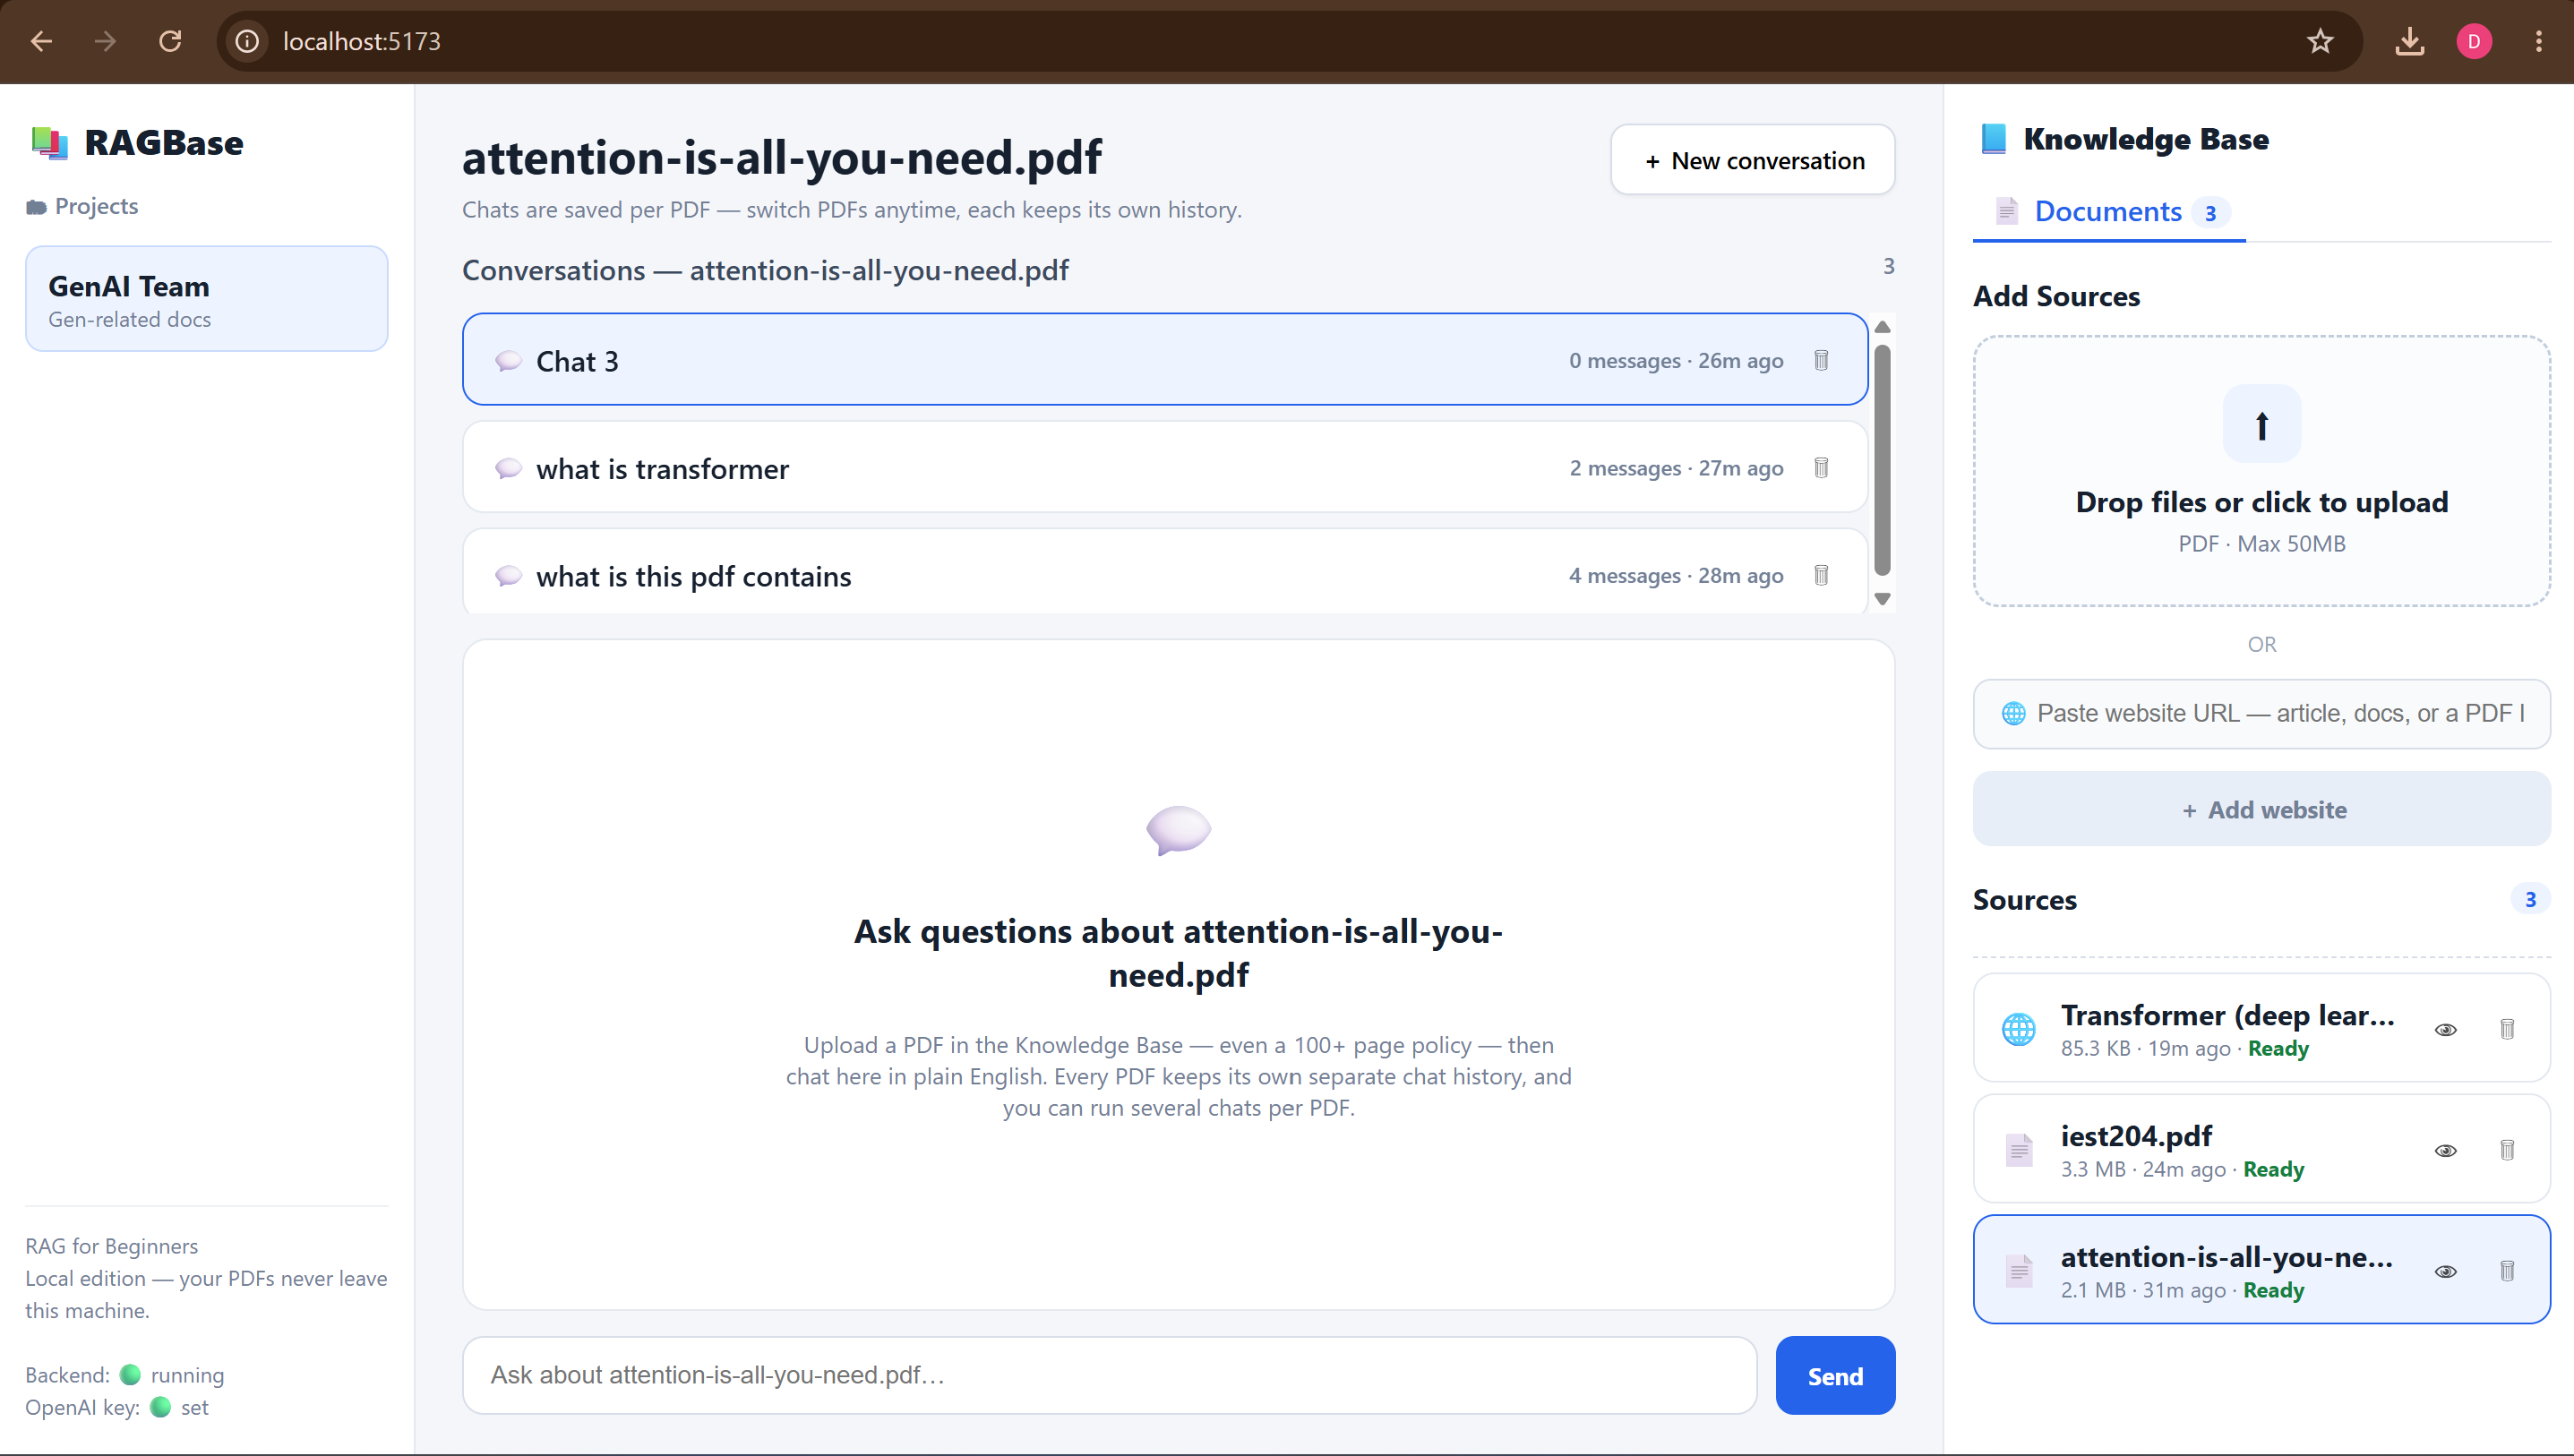 localhost:5173
D
RAGBase
Projects
GenAI Team
Gen-related docs
RAG for Beginners
Local edition — your PDFs never leave
this machine.
Backend: running
OpenAI key: set
attention-is-all-you-need.pdf
+ New conversation
Chats are saved per PDF — switch PDFs anytime, each keeps its own history.
Conversations — attention-is-all-you-need.pdf
3
Chat 3
0 messages · 26m ago
what is transformer
2 messages · 27m ago
what is this pdf contains
4 messages · 28m ago
Ask questions about attention-is-all-you-
need.pdf
Upload a PDF in the Knowledge Base — even a 100+ page policy — then
chat here in plain English. Every PDF keeps its own separate chat history, and
you can run several chats per PDF.
Ask about attention-is-all-you-need.pdf…
Send
Knowledge Base
Documents 3
Add Sources
Drop files or click to upload
PDF · Max 50MB
OR
Paste website URL — article, docs, or a PDF l
+ Add website
Sources
3
Transformer (deep lear...
85.3 KB · 19m ago · Ready
iest204.pdf
3.3 MB · 24m ago · Ready
attention-is-all-you-ne...
2.1 MB · 31m ago · Ready